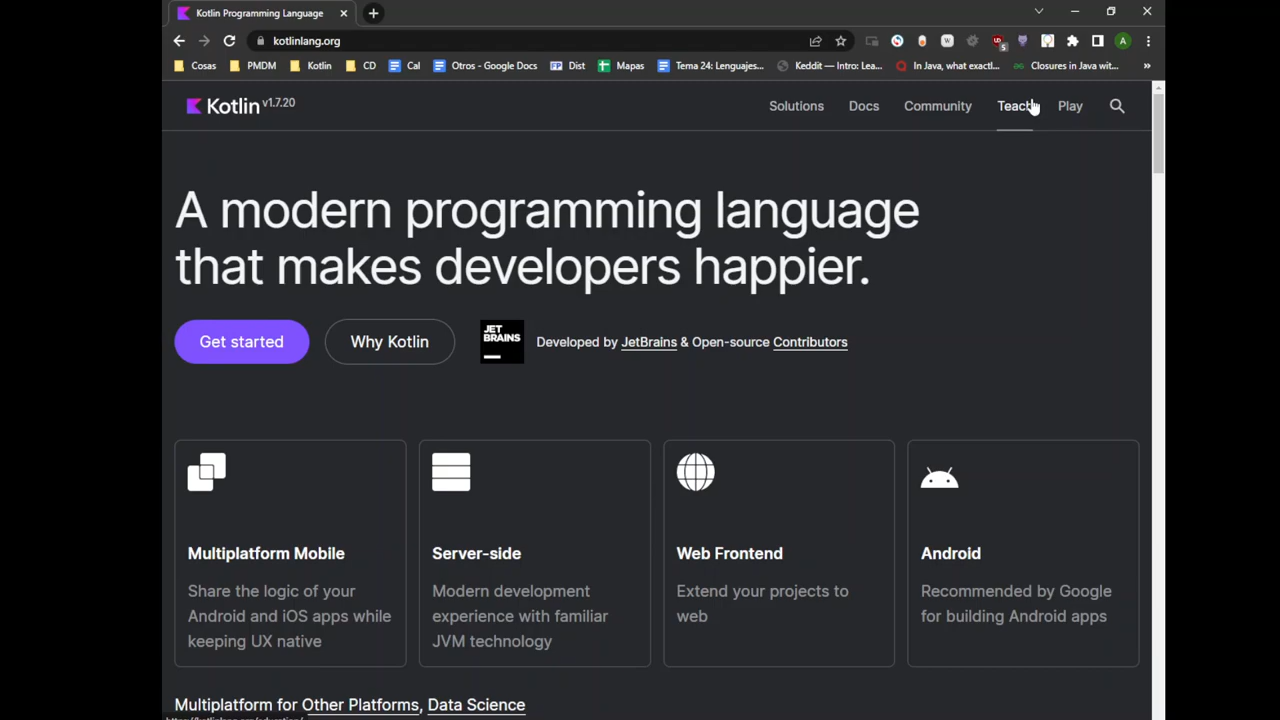 Kotlin Programming Language
kotlinlang.org
5
A
Cosas
PMDM
Kotlin
CD
Cal
Otros - Google Docs
FP Dist
Mapas
Tema 24: Lenguajes...
Keddit — Intro: Lea...
In Java, what exactl...
Closures in Java wit...
»
Kotlin v1.7.20
Solutions
Docs
Community
Teach
Play
A modern programming language
that makes developers happier.
Get started
Why Kotlin
JET
BRAINS
Developed by JetBrains & Open-source Contributors
Multiplatform Mobile
Share the logic of your
Android and iOS apps while
keeping UX native
Server-side
Modern development
experience with familiar
JVM technology
Web Frontend
Extend your projects to
web
Android
Recommended by Google
for building Android apps
Multiplatform for Other Platforms, Data Science